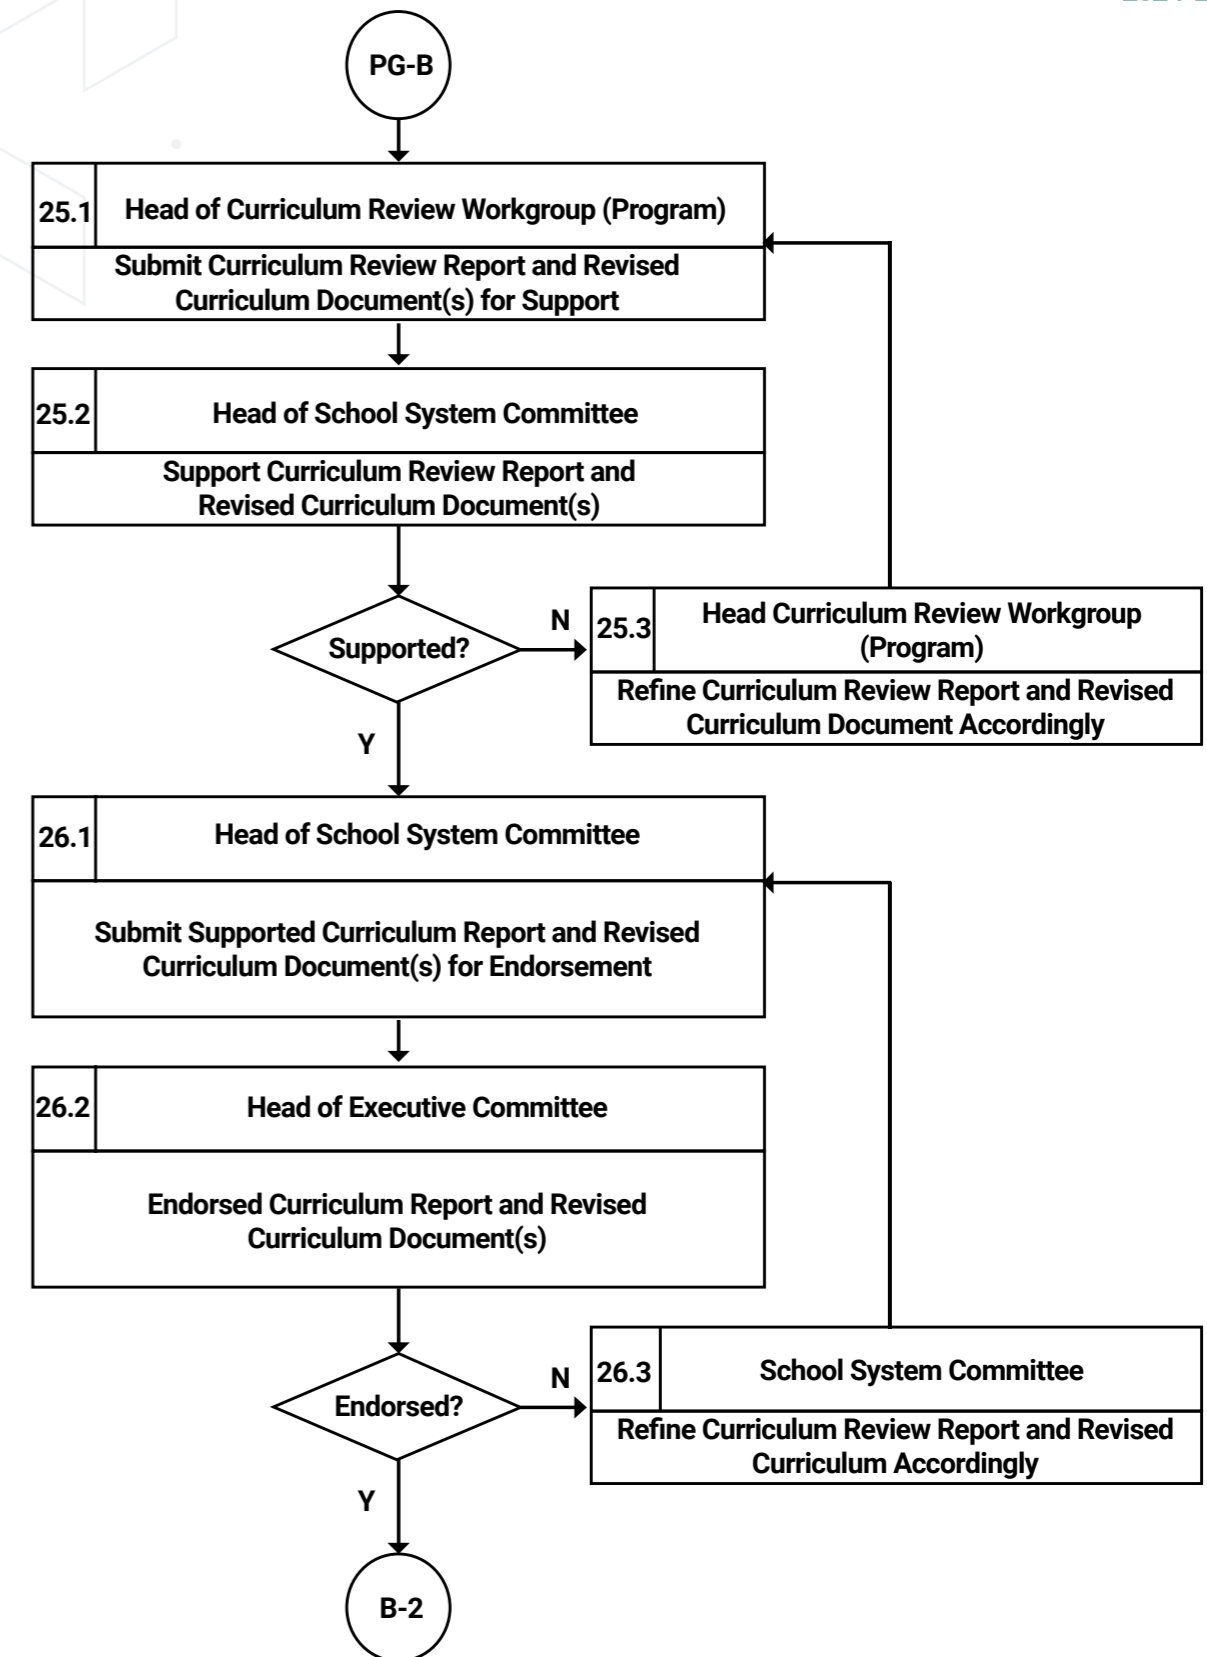 PG-B
25.1
Head of Curriculum Review Workgroup (Program)
Submit Curriculum Review Report and Revised
Curriculum Document(s) for Support
25.2
Head of School System Committee
Support Curriculum Review Report and
Revised Curriculum Document(s)
Supported?
N
25.3
Head Curriculum Review Workgroup
(Program)
Refine Curriculum Review Report and Revised
Curriculum Document Accordingly
Y
26.1
Head of School System Committee
Submit Supported Curriculum Report and Revised
Curriculum Document(s) for Endorsement
26.2
Head of Executive Committee
Endorsed Curriculum Report and Revised
Curriculum Document(s)
Endorsed?
N
26.3
School System Committee
Refine Curriculum Review Report and Revised
Curriculum Accordingly
Y
B-2